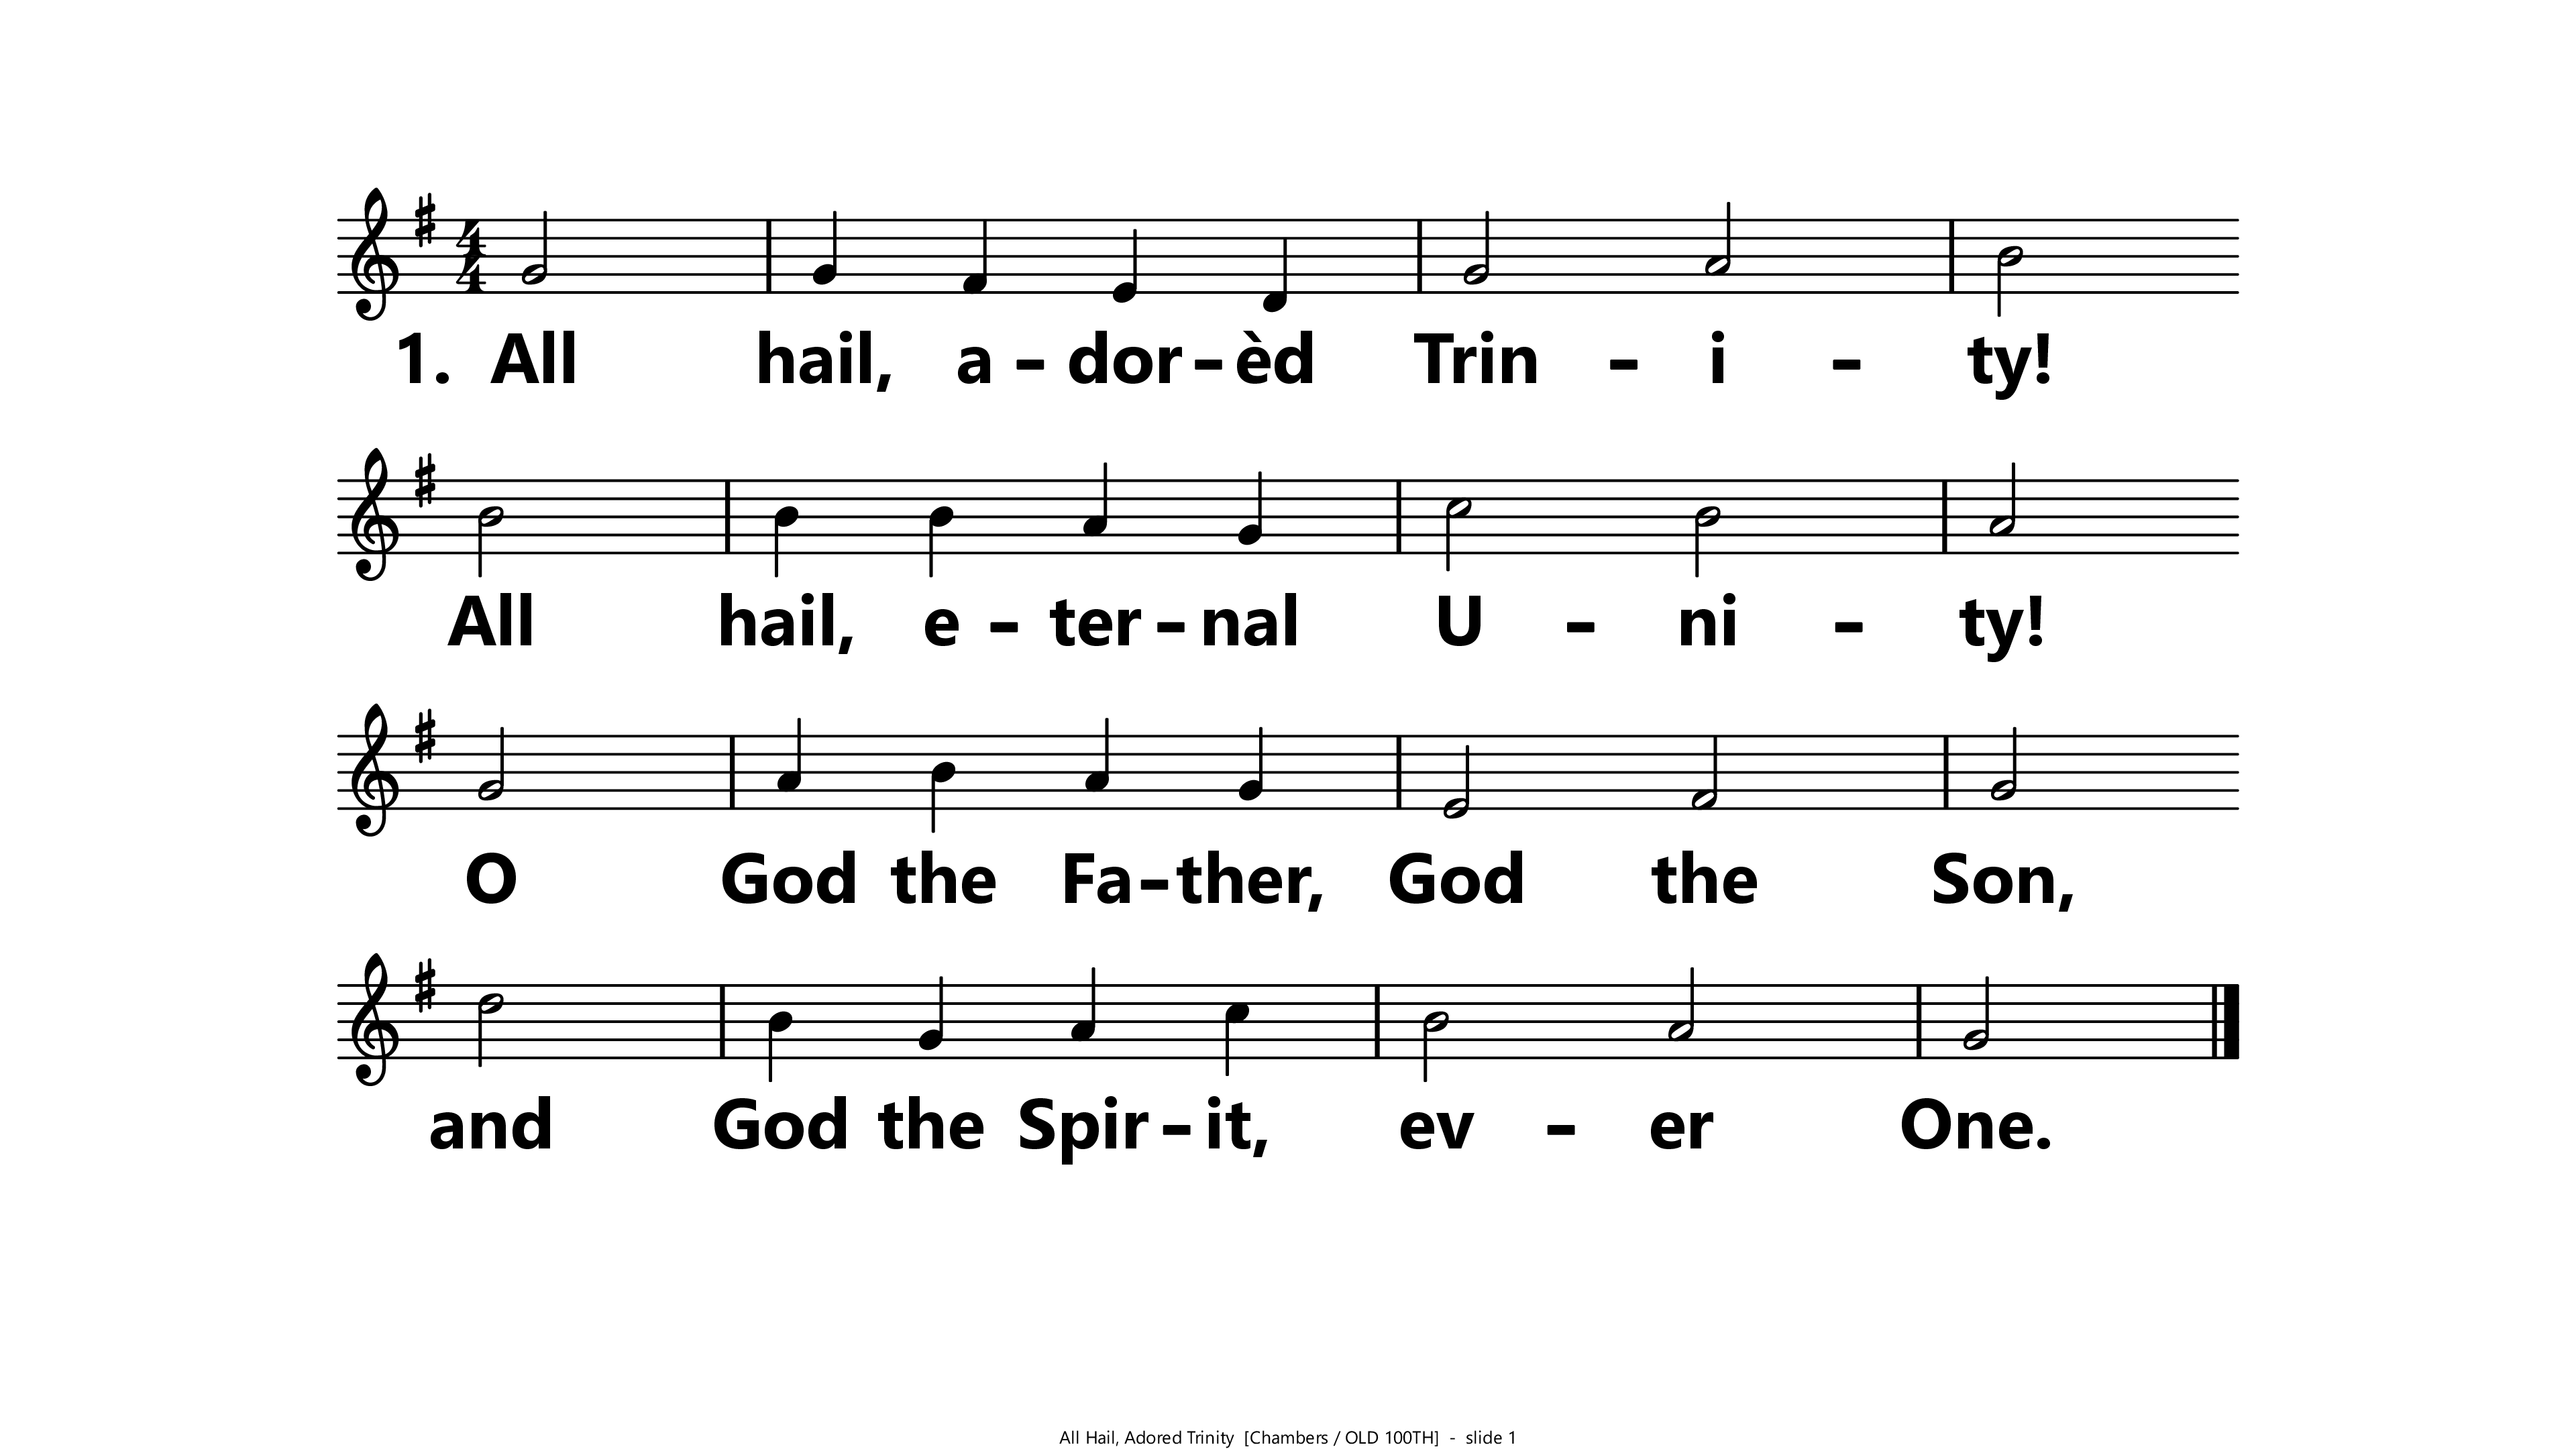 1. All hail, a - dor - èd Trin - i - ty!
All hail, e - ter - nal U - ni - ty!
O God the Fa - ther, God the Son,
and God the Spir - it, ev - er One.
All Hail, Adored Trinity [Chambers / OLD 100TH] - slide 1